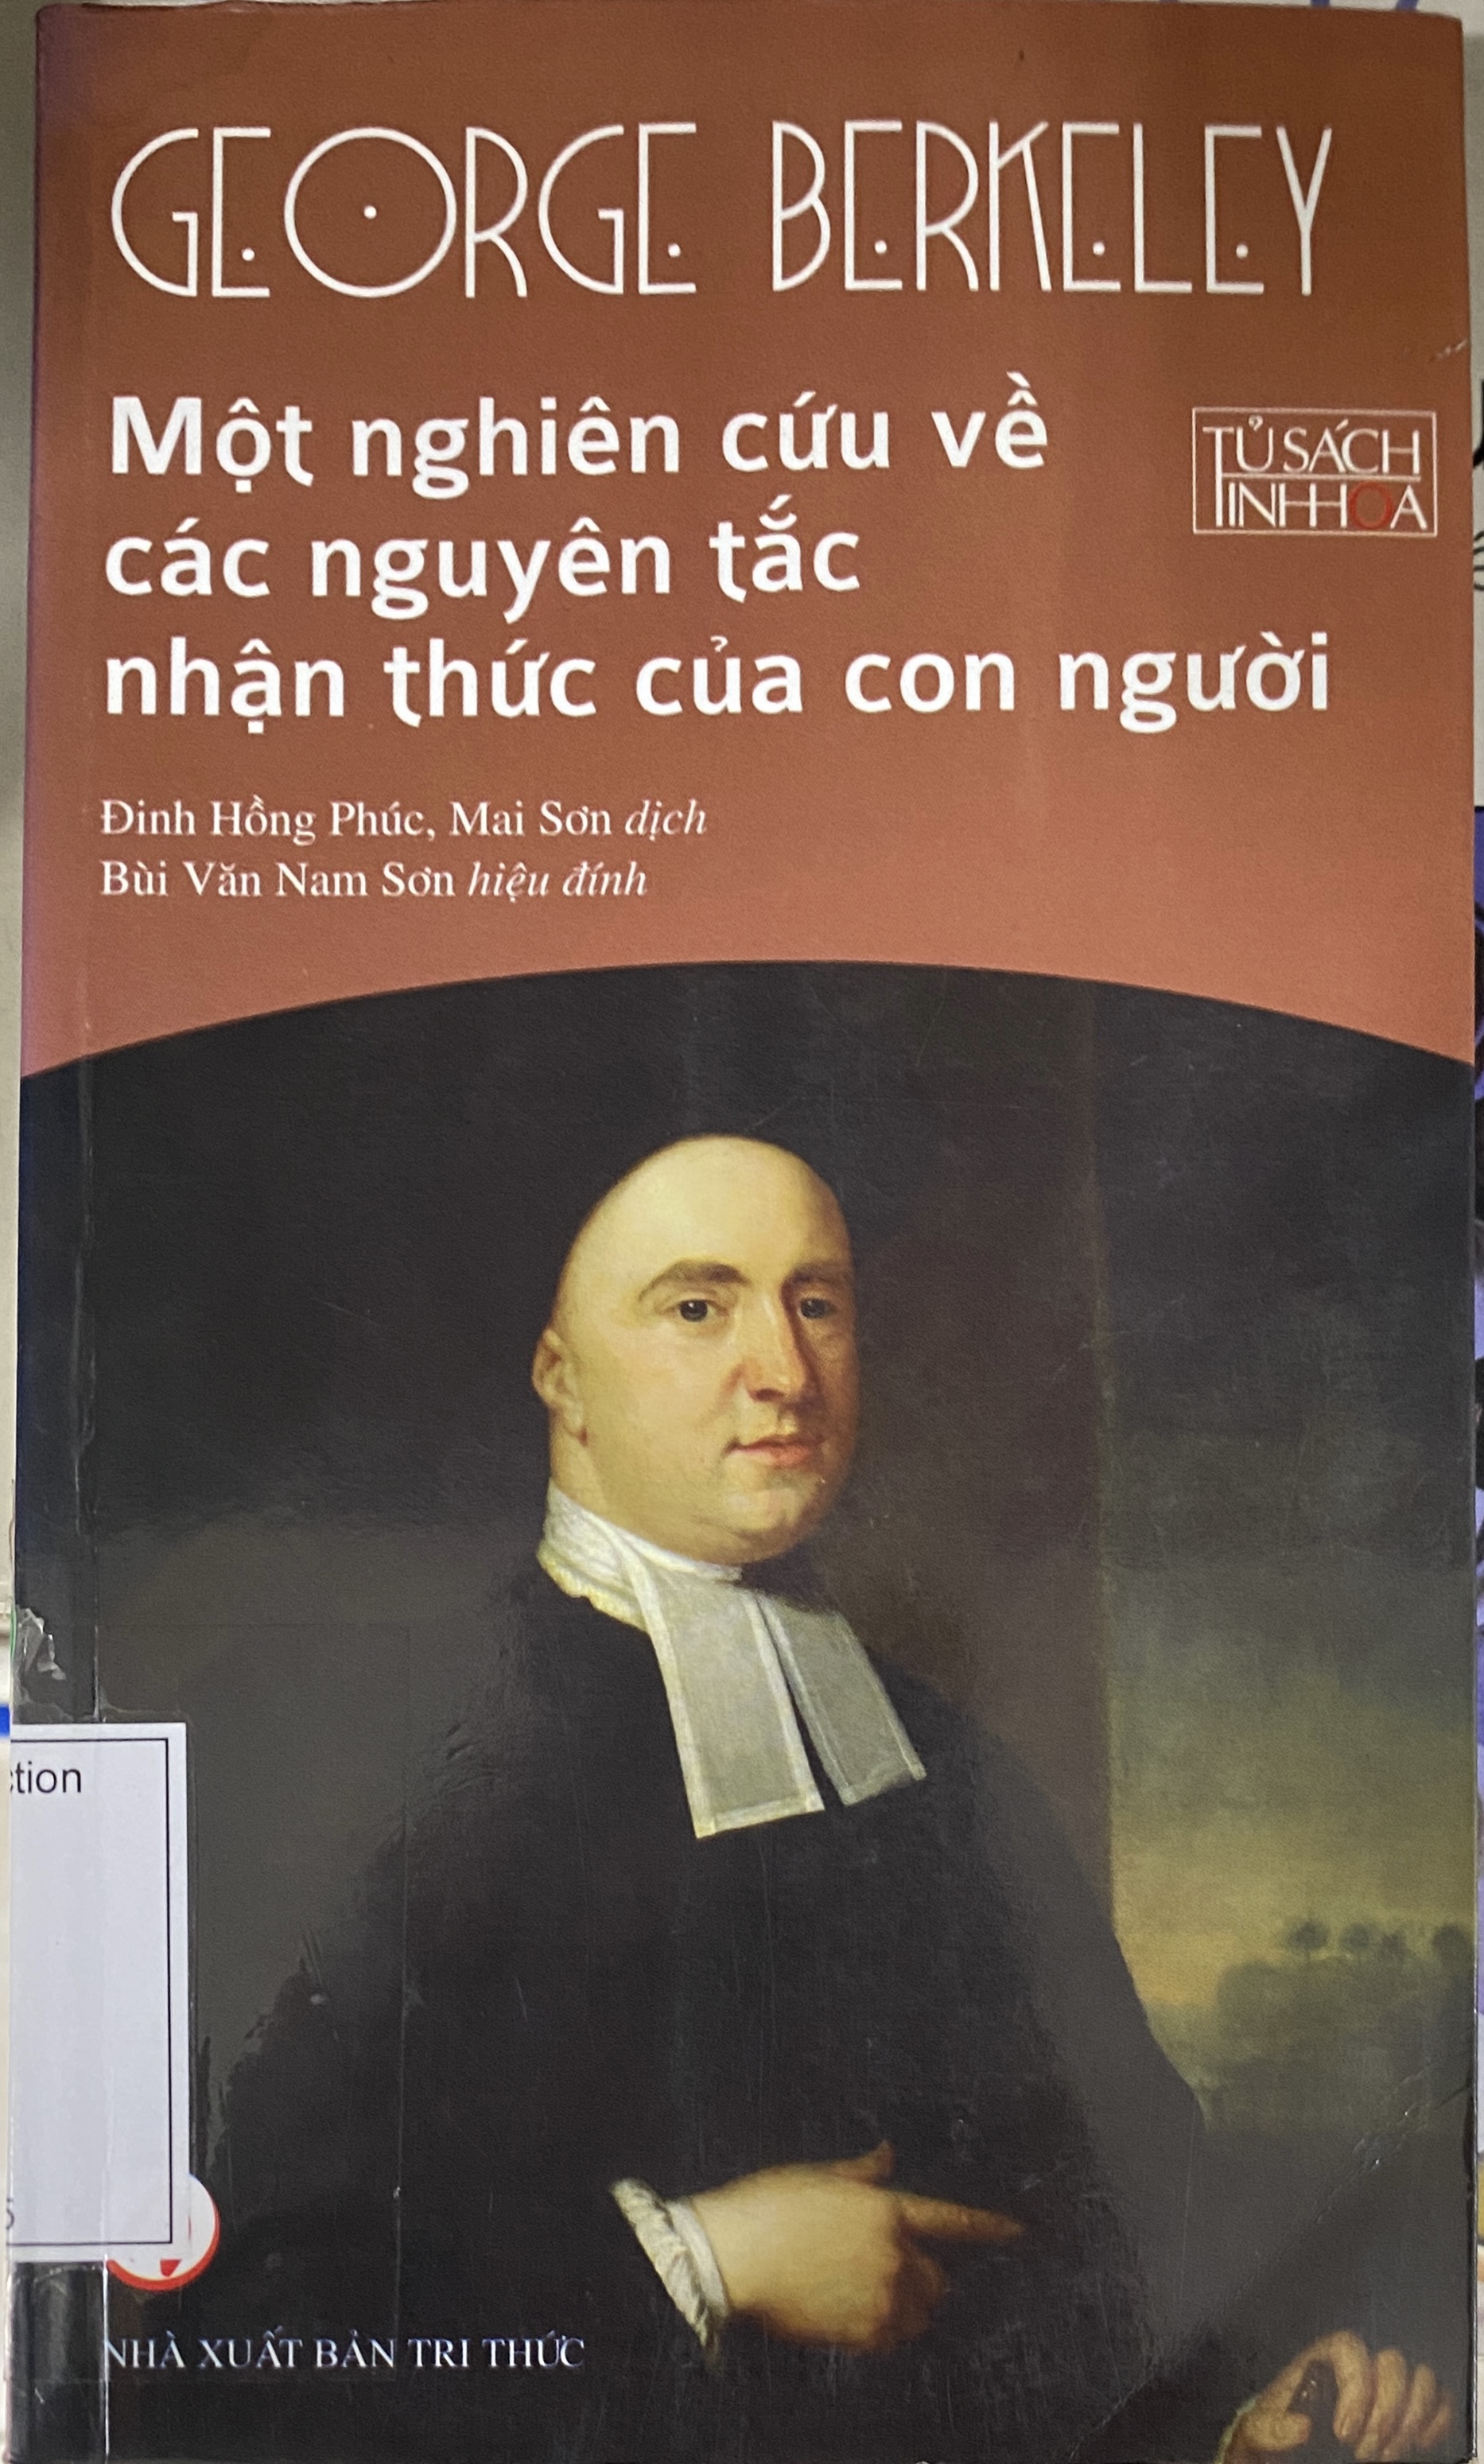 GEORGE BERKELEY
Một nghiên cứu về
các nguyên tắc
nhận thức của con người
TỦ SÁCH
TINH HOA
Đinh Hồng Phúc, Mai Sơn dịch
Bùi Văn Nam Sơn hiệu đính
NHÀ XUẤT BẢN TRI THỨC